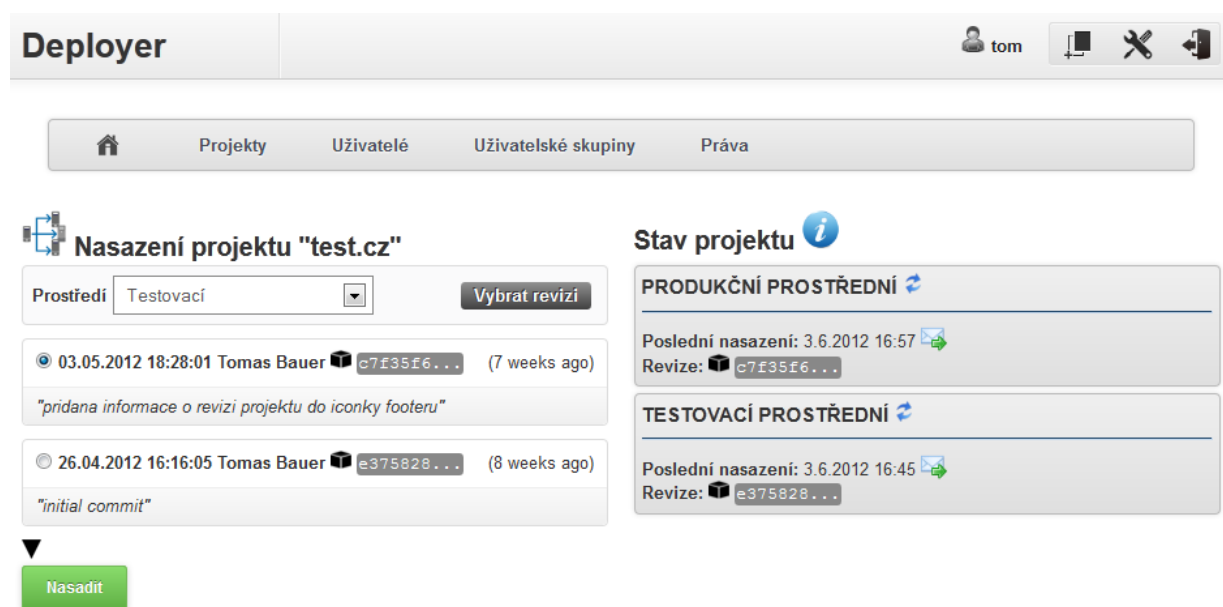 Deployer
tom
Projekty
Uživatelé
Uživatelské skupiny
Práva
Nasazení projektu "test.cz"
Prostředí
Testovací
Vybrat revizi
03.05.2012 18:28:01 Tomas Bauer c7f35f6... (7 weeks ago)
"pridana informace o revizi projektu do iconky footeru"
26.04.2012 16:16:05 Tomas Bauer e375828... (8 weeks ago)
"initial commit"
Nasadit
Stav projektu
PRODUKČNÍ PROSTŘEDNÍ
Poslední nasazení: 3.6.2012 16:57
Revize: c7f35f6...
TESTOVACÍ PROSTŘEDNÍ
Poslední nasazení: 3.6.2012 16:45
Revize: e375828...